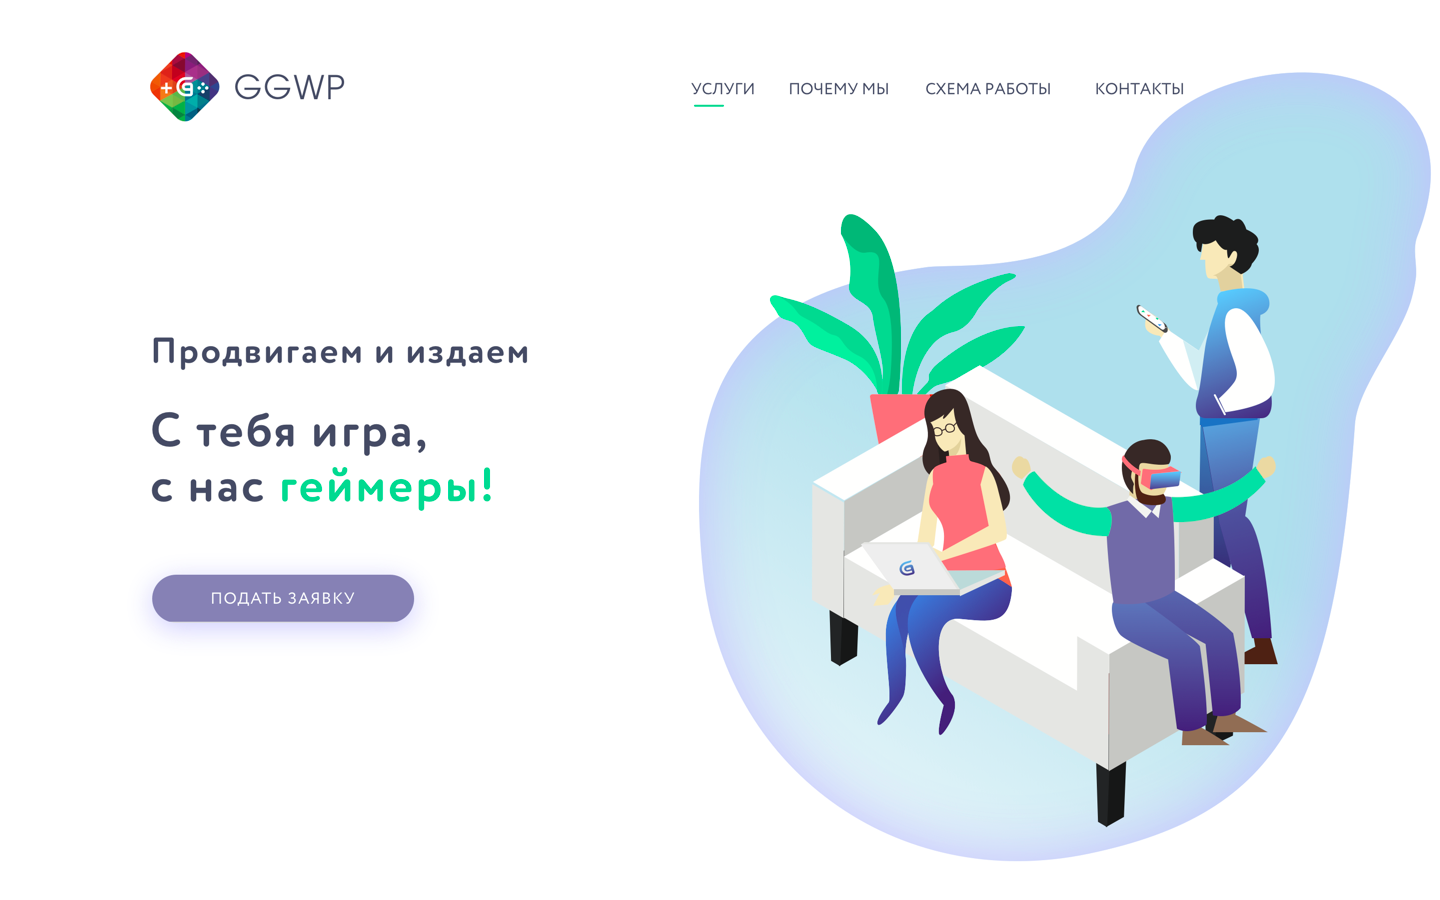 GGWP
УСЛУГИ ПОЧЕМУ МЫ СХЕМА РАБОТЫ КОНТАКТЫ
Продвигаем и издаем
С тебя игра,
с нас геймеры!
ПОДАТЬ ЗАЯВКУ